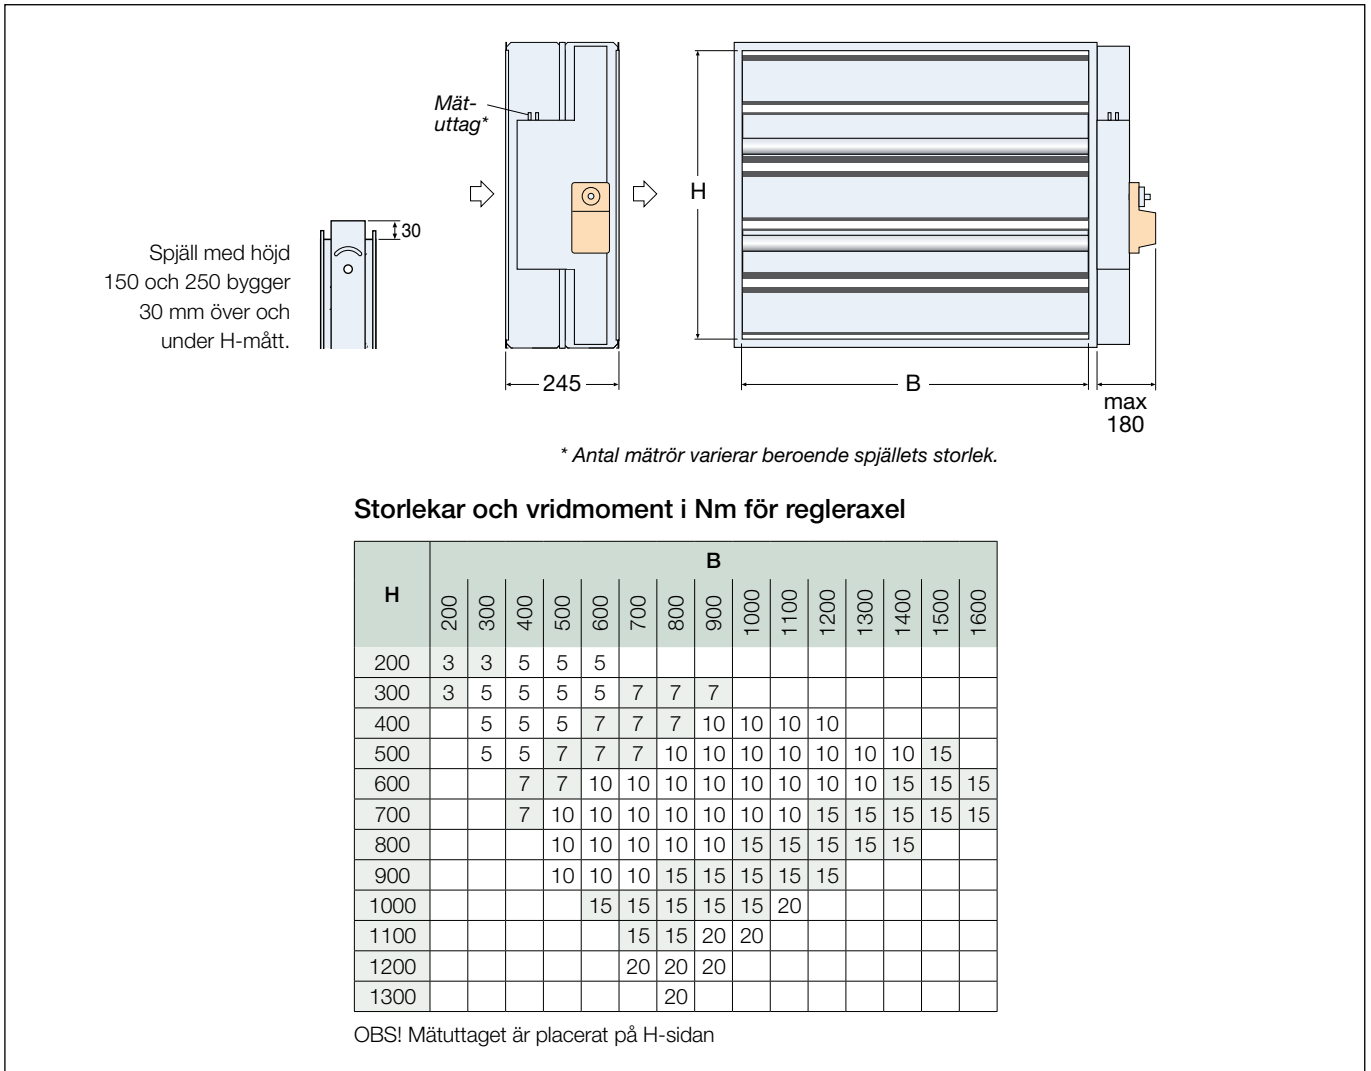 Mät-
uttag*
H
30
Spjäll med höjd
150 och 250 bygger
30 mm över och
under H-mått.
245
B
max
180
* Antal mätrör varierar beroende spjällets storlek.
Storlekar och vridmoment i Nm för regleraxel
B
H
200 300 400 500 600 700 800 900 1000 1100 1200 1300 1400 1500 1600
200 3 3 5 5 5
300 3 5 5 5 5 7 7 7
400 5 5 5 7 7 7 10 10 10 10
500 5 5 7 7 7 10 10 10 10 10 10 10 15
600 7 7 10 10 10 10 10 10 10 10 15 15 15
700 7 10 10 10 10 10 10 10 15 15 15 15 15
800 10 10 10 10 10 15 15 15 15 15
900 10 10 10 15 15 15 15 15
1000 15 15 15 15 15 20
1100 15 15 20 20
1200 20 20 20
1300 20
OBS! Mätuttaget är placerat på H-sidan